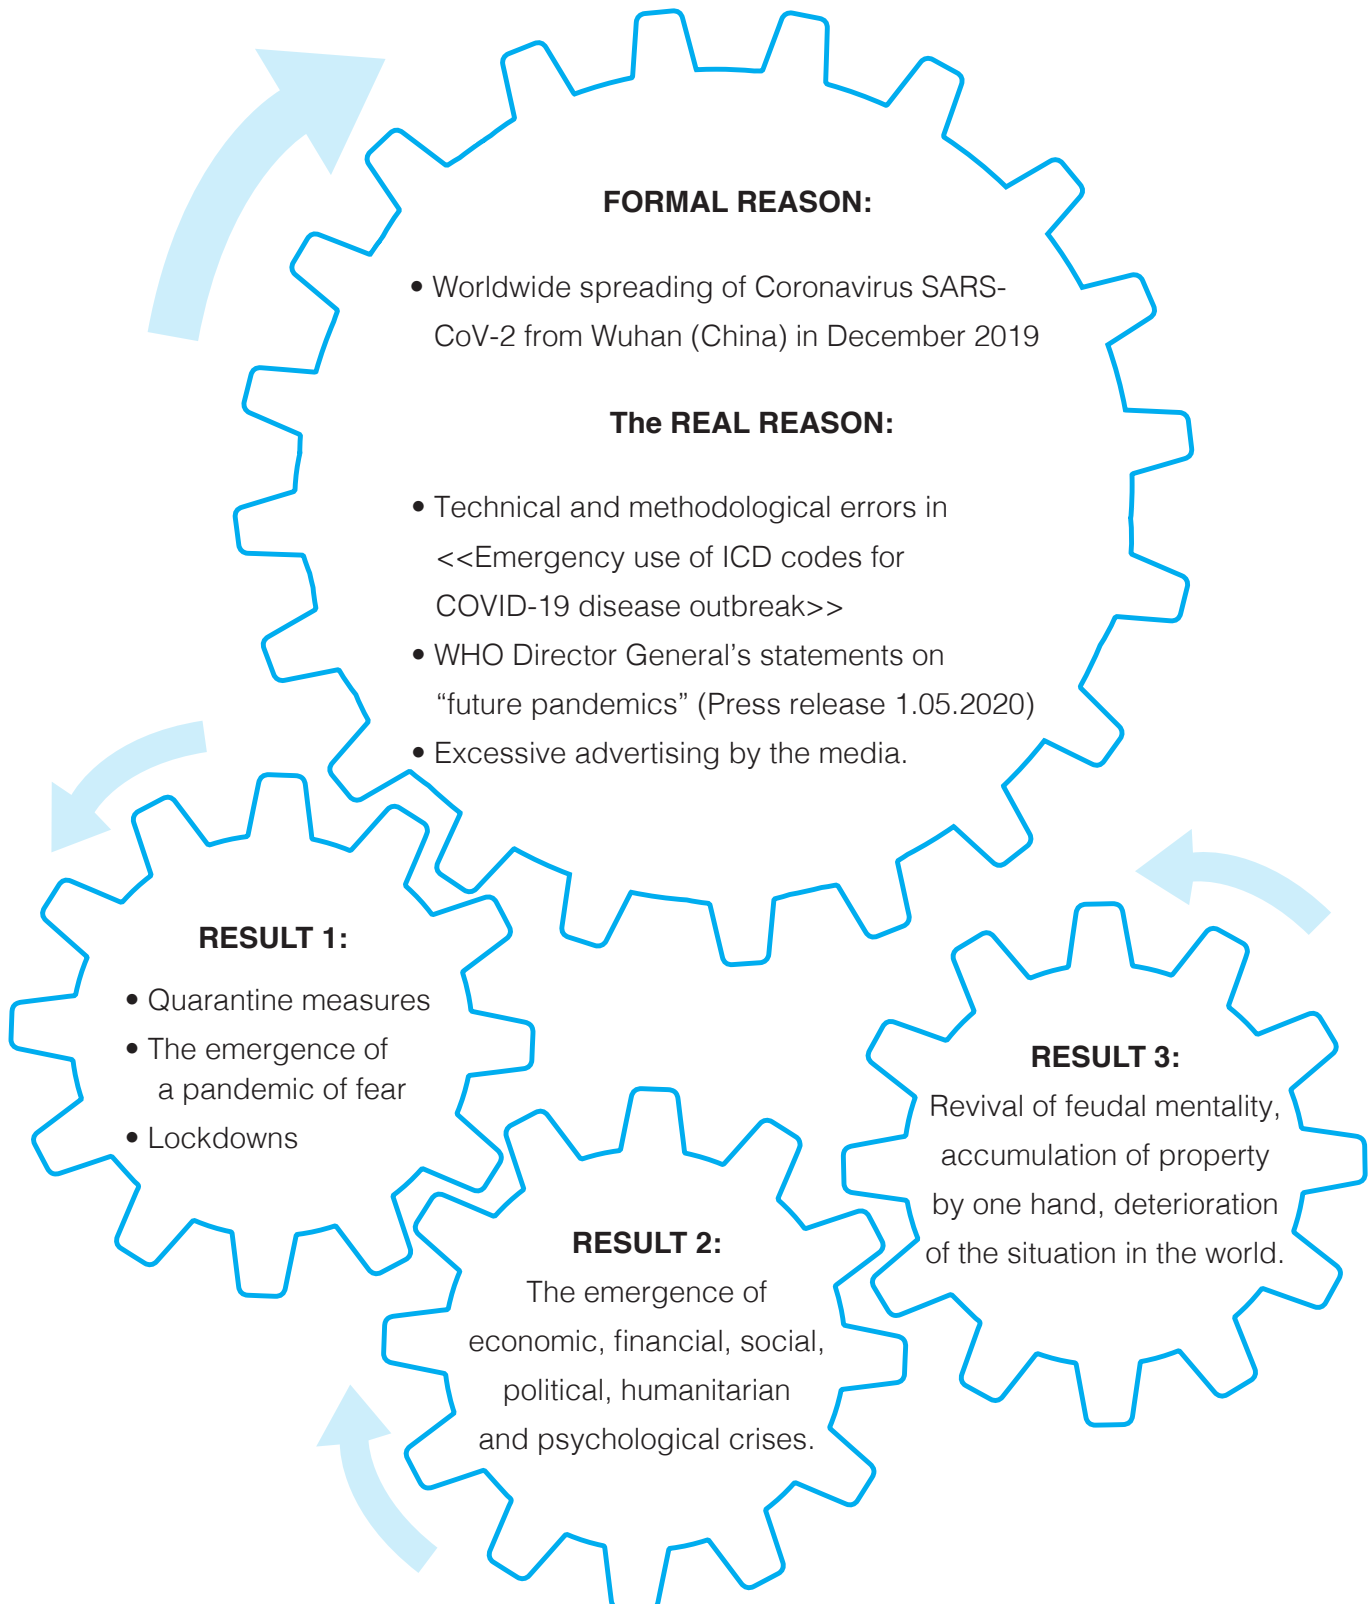 FORMAL REASON:
• Worldwide spreading of Coronavirus SARS-
CoV-2 from Wuhan (China) in December 2019
The REAL REASON:
• Technical and methodological errors in
<<Emergency use of ICD codes for
COVID-19 disease outbreak>>
• WHO Director General’s statements on
“future pandemics” (Press release 1.05.2020)
• Excessive advertising by the media.
RESULT 1:
• Quarantine measures
• The emergence of
a pandemic of fear
• Lockdowns
RESULT 2:
The emergence of
economic, financial, social,
political, humanitarian
and psychological crises.
RESULT 3:
Revival of feudal mentality,
accumulation of property
by one hand, deterioration
of the situation in the world.